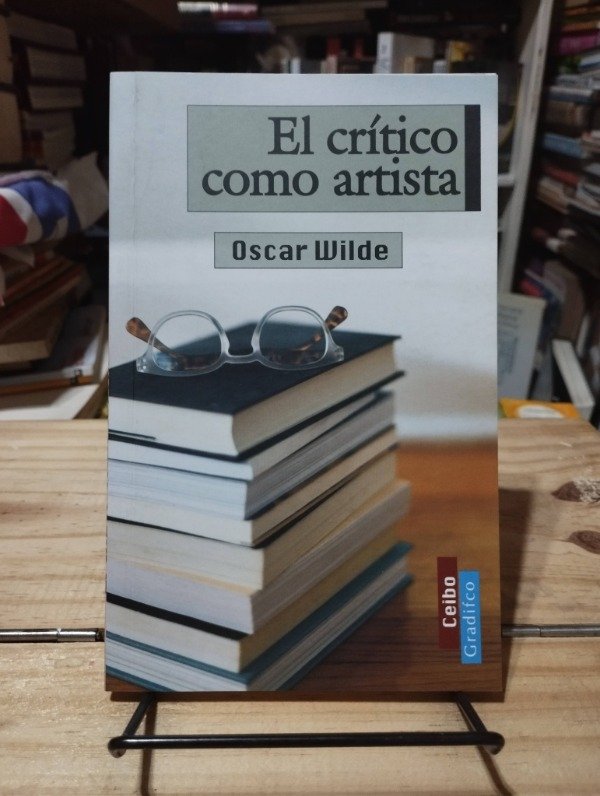 El crítico
como artista
Oscar Wilde
Ceibo
Gradifco